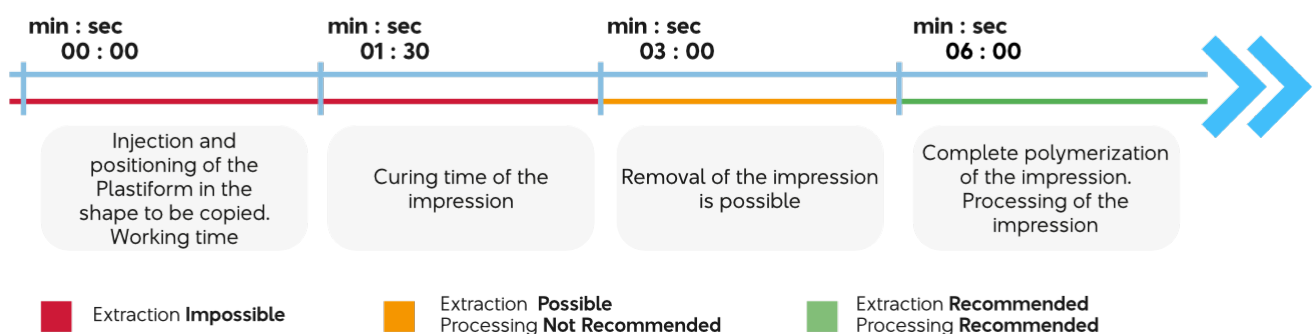 min : sec
00 : 00
min : sec
01 : 30
min : sec
03 : 00
min : sec
06 : 00
Injection and
positioning of the
Plastiform in the
shape to be copied.
Working time
Curing time of the
impression
Removal of the impression
is possible
Complete polymerization
of the impression.
Processing of the
impression
Extraction Impossible
Extraction Possible
Processing Not Recommended
Extraction Recommended
Processing Recommended